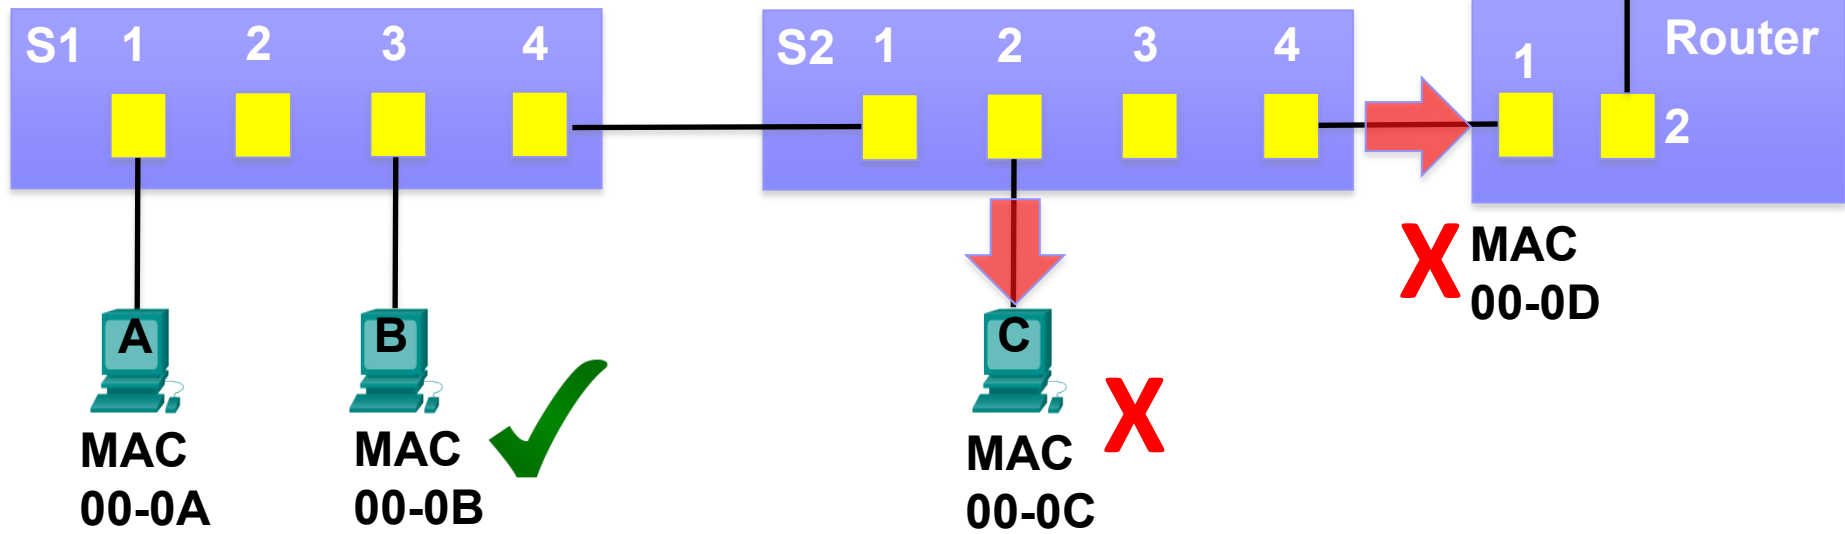 S1 1 2 3 4
S2 1 2 3 4
Router
1
2
A
B
C
MAC
00-0A
MAC
00-0B
MAC
00-0C
X
X
MAC
00-0D